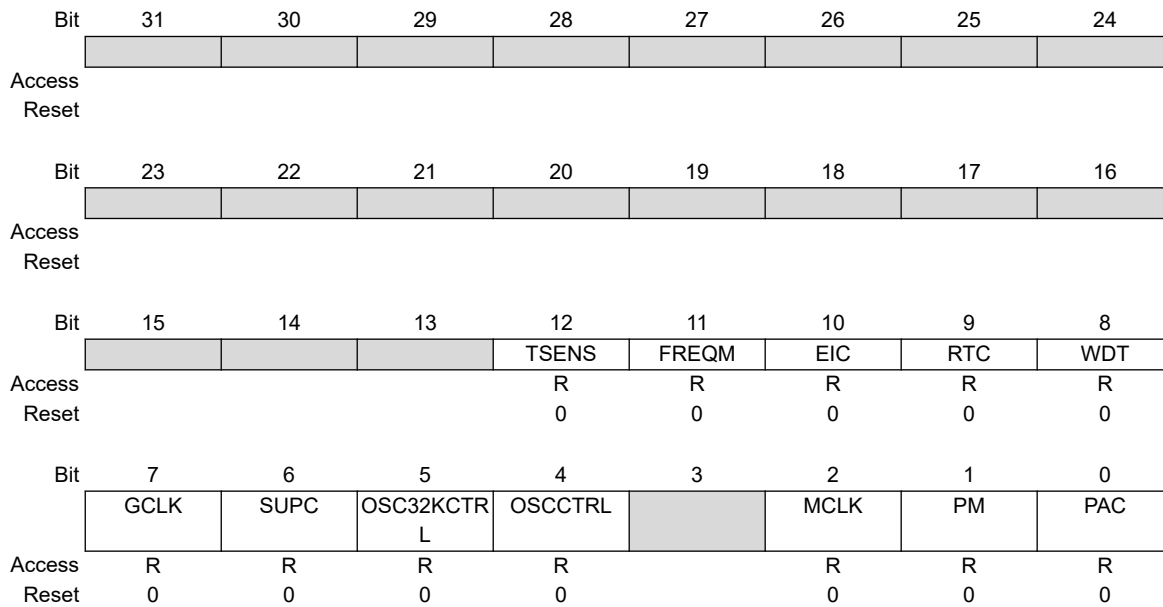 Bit 31 30 29 28 27 26 25 24
Access
Reset
Bit 23 22 21 20 19 18 17 16
Access
Reset
Bit 15 14 13 12 11 10 9 8
TSENS FREQM EIC RTC WDT
Access R R R R R
Reset 0 0 0 0 0
Bit 7 6 5 4 3 2 1 0
GCLK SUPC OSC32KCTR OSCCTRL MCLK PM PAC
L
Access R R R R R R R
Reset 0 0 0 0 0 0 0